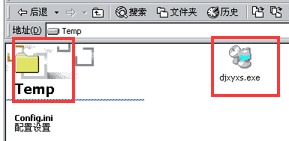 后退 搜索 文件夹 历史
地址(D) Temp
Temp
djxyxs.exe
Config.ini
配置设置